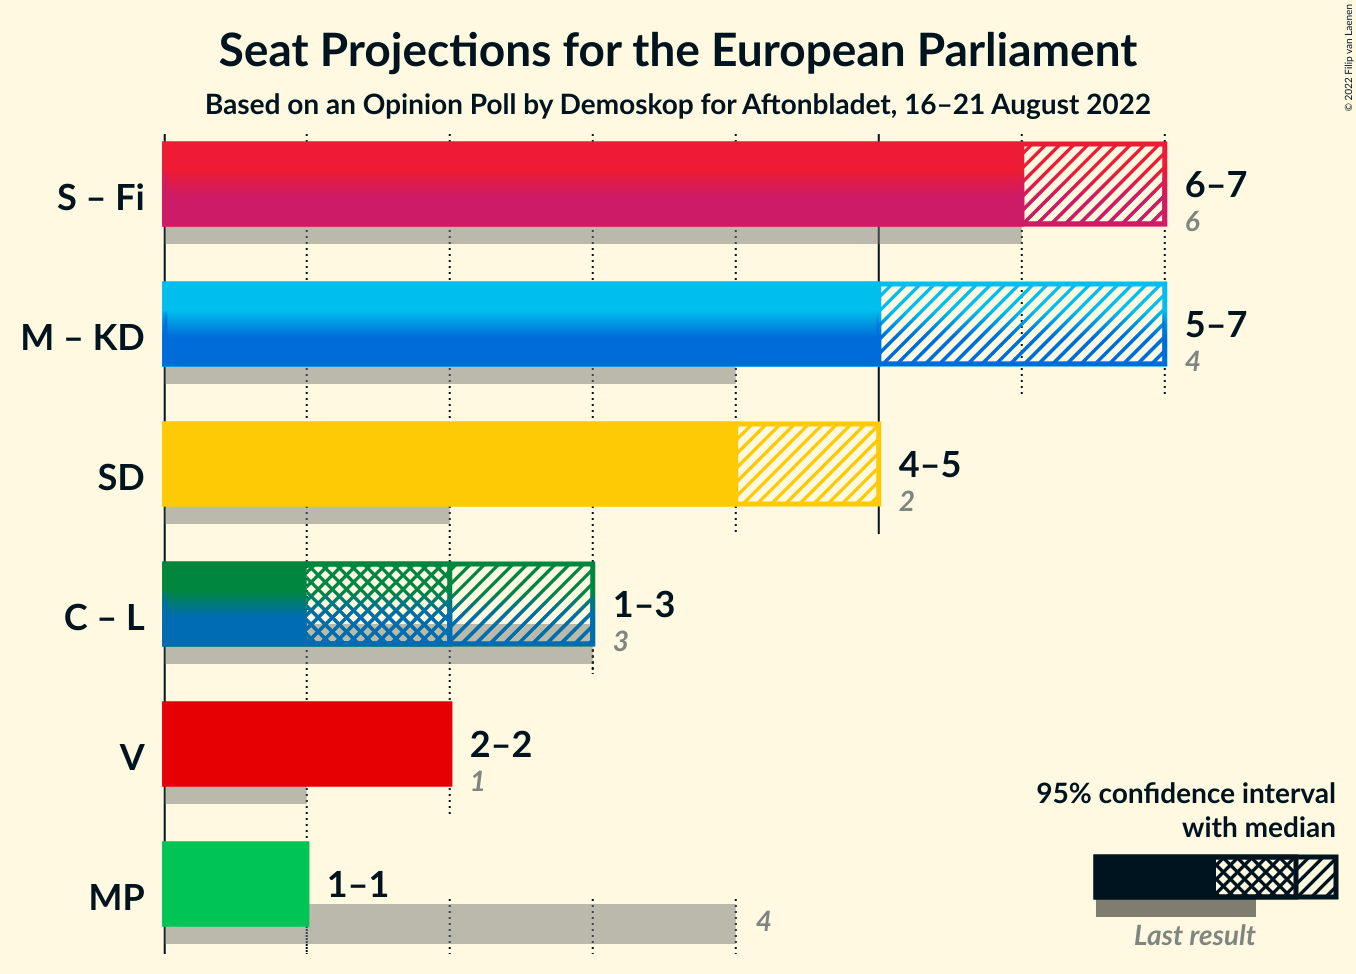 Seat Projections for the European Parliament
Based on an Opinion Poll by Demoskop for Aftonbladet, 16–21 August 2022
© 2022 Filip van Laenen
S – Fi
6–7
6
M – KD
5–7
4
SD
4–5
2
C – L
1–3
3
V
2–2
1
MP
1–1
4
95% confidence interval
with median
Last result